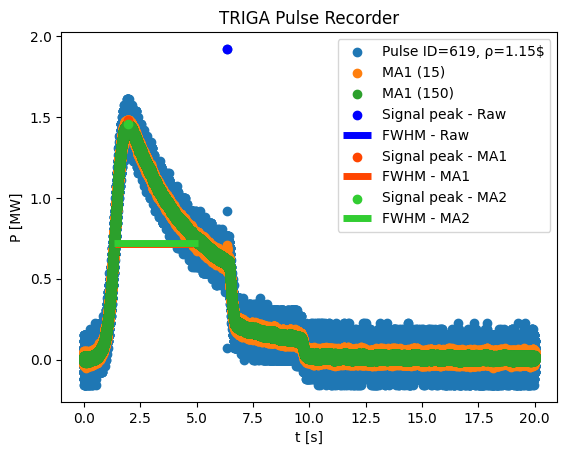 TRIGA Pulse Recorder
2.0
1.5
1.0
0.5
0.0
P [MW]
Pulse ID=619, ρ=1.15$
MA1 (15)
MA1 (150)
Signal peak - Raw
FWHM - Raw
Signal peak - MA1
FWHM - MA1
Signal peak - MA2
FWHM - MA2
0.0 2.5 5.0 7.5 10.0 12.5 15.0 17.5 20.0
t [s]